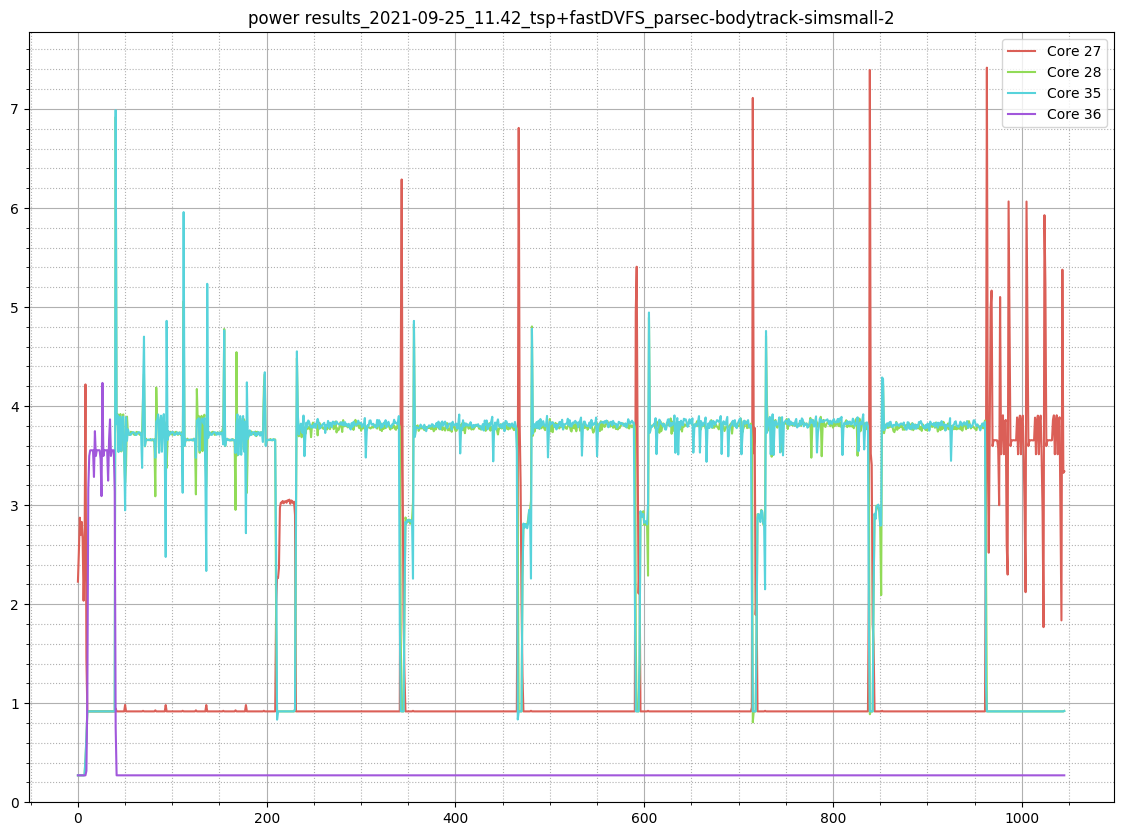 power results_2021-09-25_11.42_tsp+fastDVFS_parsec-bodytrack-simsmall-2
Core 27
Core 28
Core 35
Core 36
7
6
5
4
3
2
1
0
0 200 400 600 800 1000